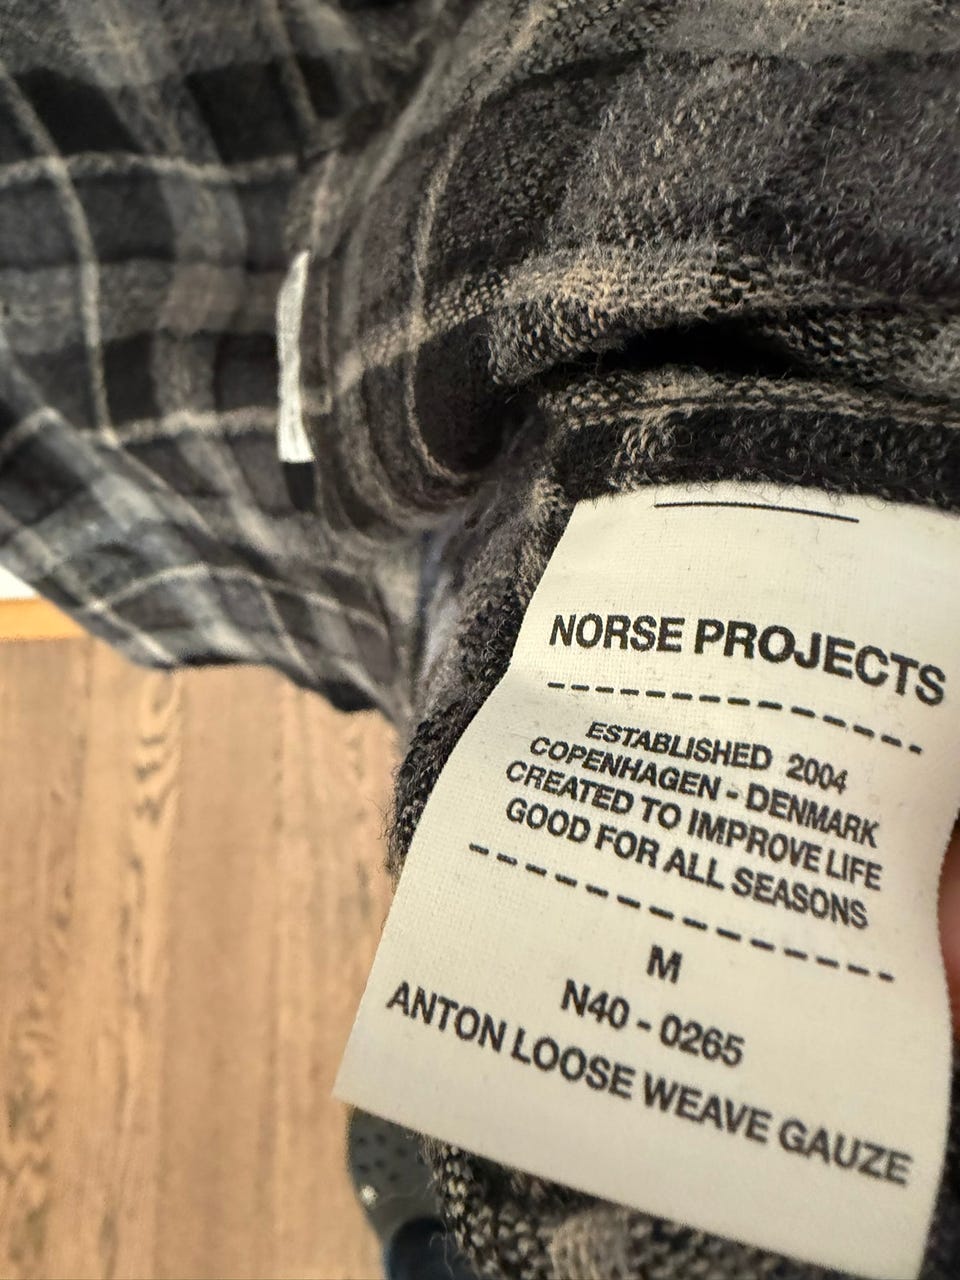 NORSE PROJECTS
ESTABLISHED 2004
COPENHAGEN - DENMARK
CREATED TO IMPROVE LIFE
GOOD FOR ALL SEASONS
M
N40 - 0265
ANTON LOOSE WEAVE GAUZE